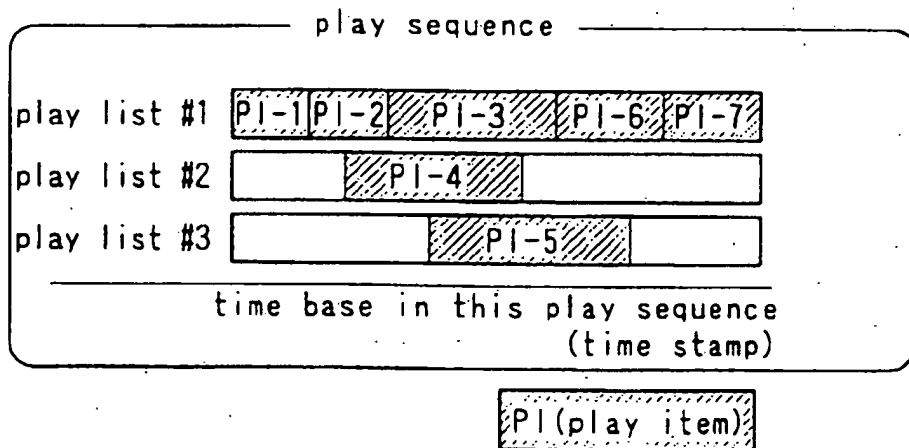 play sequence
play list #1 PI-1 PI-2 PI-3 PI-6 PI-7
play list #2 PI-4
play list #3 PI-5
time base in this play sequence
(time stamp)
PI(play item)